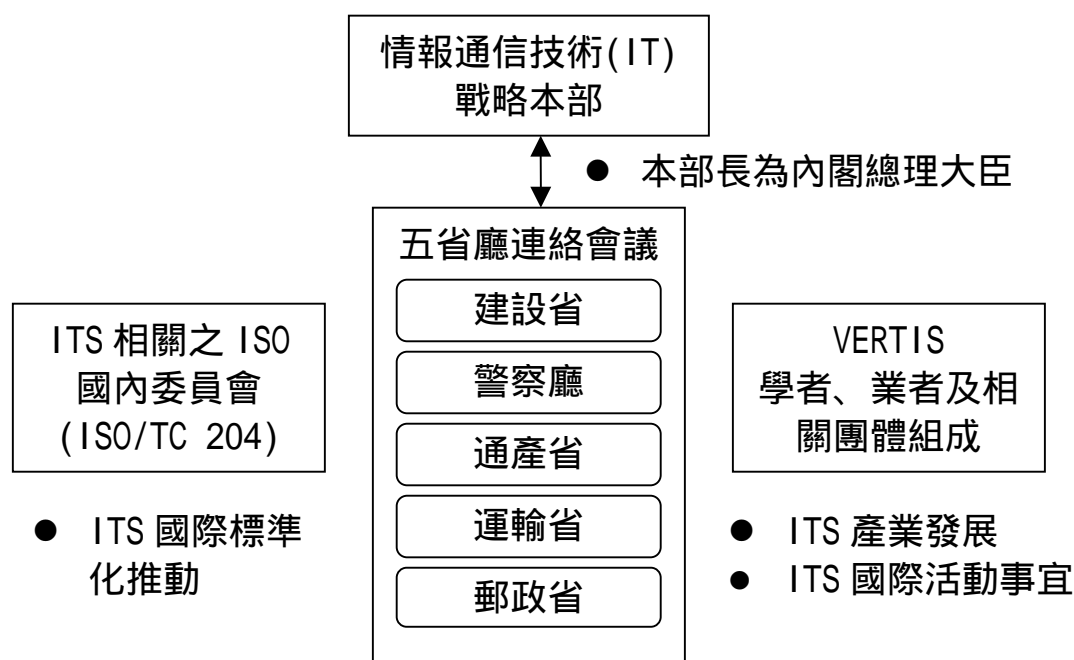 情報通信技術(IT)
戰略本部
● 本部長為內閣總理大臣
五省廳連絡會議
建設省
警察廳
通產省
運輸省
郵政省
ITS 相關之 ISO
國內委員會
(ISO/TC 204)
● ITS 國際標準
化推動
VERTIS
學者、業者及相
關團體組成
● ITS 產業發展
● ITS 國際活動事宜